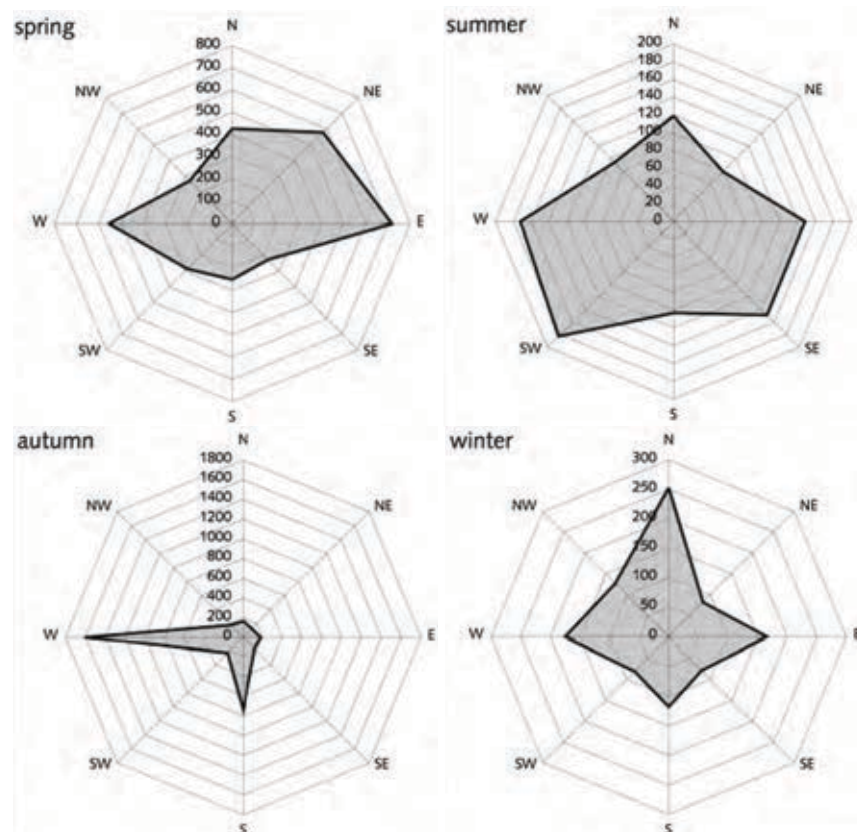 spring
N
800
700
600
500
400
300
200
100
0
NW
NE
W
E
SW
SE
S
summer
N
200
180
160
140
120
100
80
60
40
20
0
NW
NE
W
SW
SE
S
autumn
N
1800
1600
1400
1200
1000
800
600
400
200
0
NW
NE
W
E
SW
SE
S
winter
N
300
250
200
150
100
50
0
NW
NE
W
E
SW
SE
S